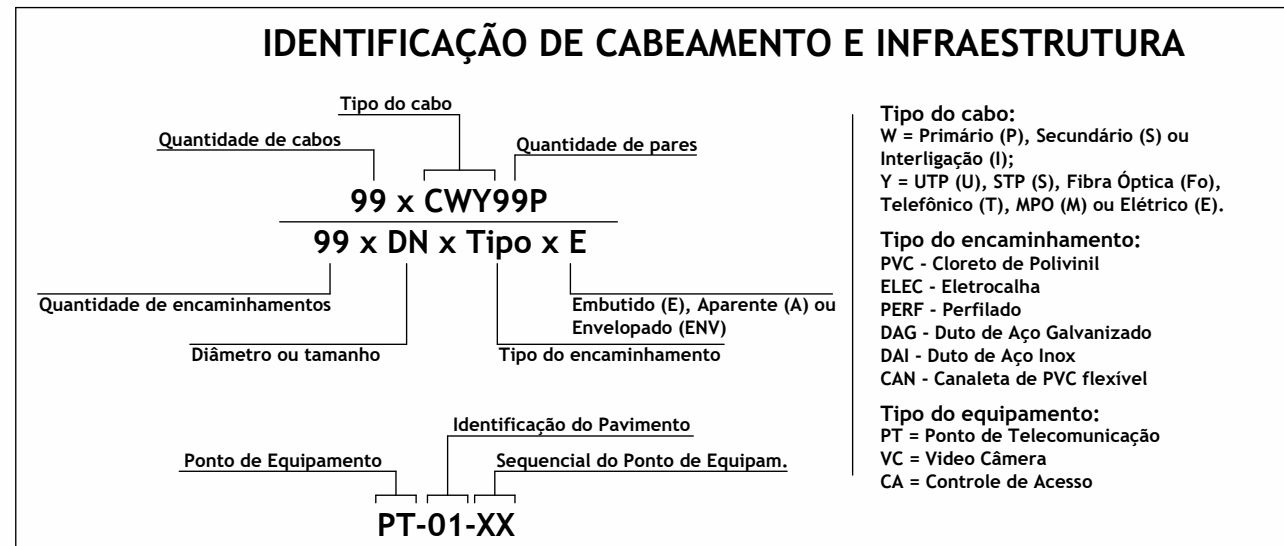 IDENTIFICAÇÃO DE CABEAMENTO E INFRAESTRUTURA
Tipo do cabo
Quantidade de cabos
Quantidade de pares
99 x CWY99P
99 x DN x Tipo x E
Quantidade de encaminhamentos
Embutido (E), Aparente (A) ou
Envelopado (ENV)
Diâmetro ou tamanho
Tipo do encaminhamento
Identificação do Pavimento
Ponto de Equipamento
Sequencial do Ponto de Equipam.
PT-01-XX
Tipo do cabo:
W = Primário (P), Secundário (S) ou
Interligação (I);
Y = UTP (U), STP (S), Fibra Óptica (Fo),
Telefônico (T), MPO (M) ou Elétrico (E).
Tipo do encaminhamento:
PVC - Cloreto de Polivinil
ELEC - Eletrocalha
PERF - Perfilado
DAG - Duto de Aço Galvanizado
DAI - Duto de Aço Inox
CAN - Canaleta de PVC flexível
Tipo do equipamento:
PT = Ponto de Telecomunicação
VC = Video Câmera
CA = Controle de Acesso